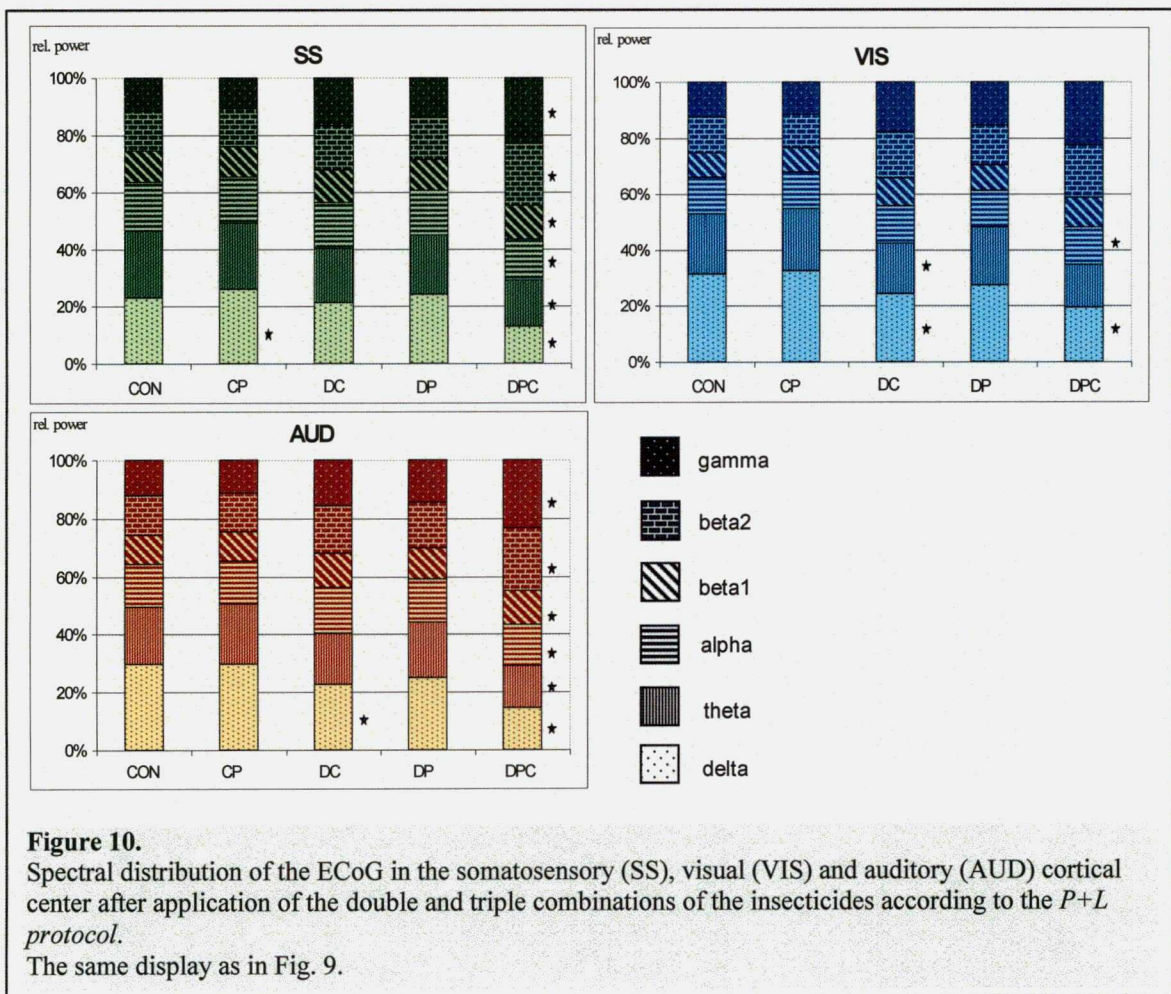 rel. power
SS
100%
80%
60%
40%
20%
0%
CON CP DC DP DPC
rel. power
VIS
100%
80%
60%
40%
20%
0%
CON CP DC DP DPC
rel. power
AUD
100%
80%
60%
40%
20%
0%
CON CP DC DP DPC
gamma
beta2
beta1
alpha
theta
delta
Figure 10.
Spectral distribution of the ECoG in the somatosensory (SS), visual (VIS) and auditory (AUD) cortical
center after application of the double and triple combinations of the insecticides according to the P+L
protocol.
The same display as in Fig. 9.